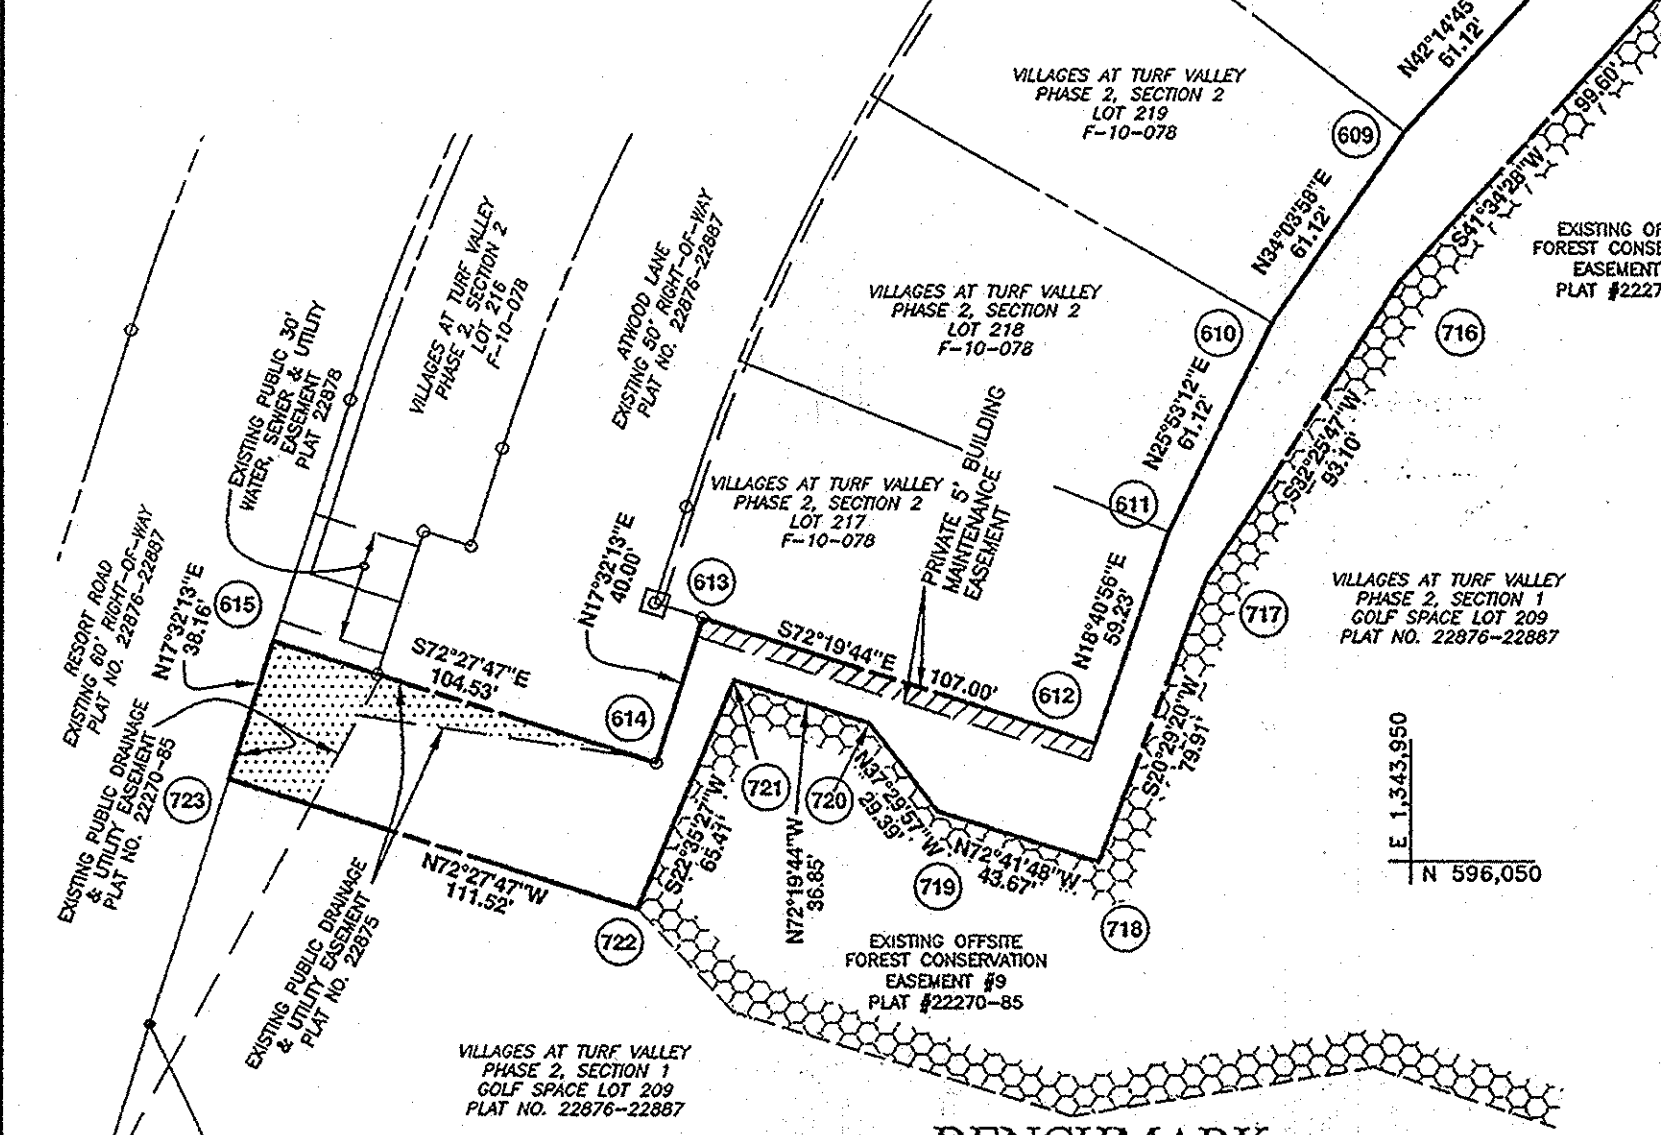 N42°14'45
61.12'
VILLAGES AT TURF VALLEY
PHASE 2, SECTION 2
LOT 219
F-10-078
609
99.60'
S41°34'28"W
N34°03'58"E
61.12'
EXISTING OF
FOREST CONSE
EASEMENT
PLAT #2227
VILLAGES AT TURF VALLEY
PHASE 2, SECTION 2
LOT 216
F-10-078
ATWOOD LANE
EXISTING 50' RIGHT-OF-WAY
PLAT NO. 22876-22887
VILLAGES AT TURF VALLEY
PHASE 2, SECTION 2
LOT 218
F-10-078
610
716
EXISTING PUBLIC 30'
WATER, SEWER & UTILITY
EASEMENT
PLAT 22878
N25°53'12"E
61.12'
S32°25'47"W
93.10'
PRIVATE 5' BUILDING
MAINTENANCE
EASEMENT
VILLAGES AT TURF VALLEY
PHASE 2, SECTION 2
LOT 217
F-10-078
611
RESORT ROAD
EXISTING 60' RIGHT-OF-WAY
PLAT NO. 22876-22887
N17°32'13"E
38.16'
615
N17°32'13"E
40.00'
613
N18°40'56"E
59.23'
717
VILLAGES AT TURF VALLEY
PHASE 2, SECTION 1
GOLF SPACE LOT 209
PLAT NO. 22876-22887
S72°27'47"E
104.53'
S72°19'44"E
107.00'
612
614
S20°29'20"W
79.91'
EXISTING PUBLIC DRAINAGE
& UTILITY EASEMENT
PLAT NO. 22270-85
723
721
720
S22°35'27"W
65.41'
N72°19'44"W
36.85'
N37°29'57"W
29.39'
N72°41'48"W
43.67'
E 1,343,950
N 596,050
N72°27'47"W
111.52'
719
718
722
EXISTING PUBLIC DRAINAGE
& UTILITY EASEMENT
PLAT NO. 22875
EXISTING OFFSITE
FOREST CONSERVATION
EASEMENT #9
PLAT #22270-85
VILLAGES AT TURF VALLEY
PHASE 2, SECTION 1
GOLF SPACE LOT 209
PLAT NO. 22876-22887
BENCHMARK